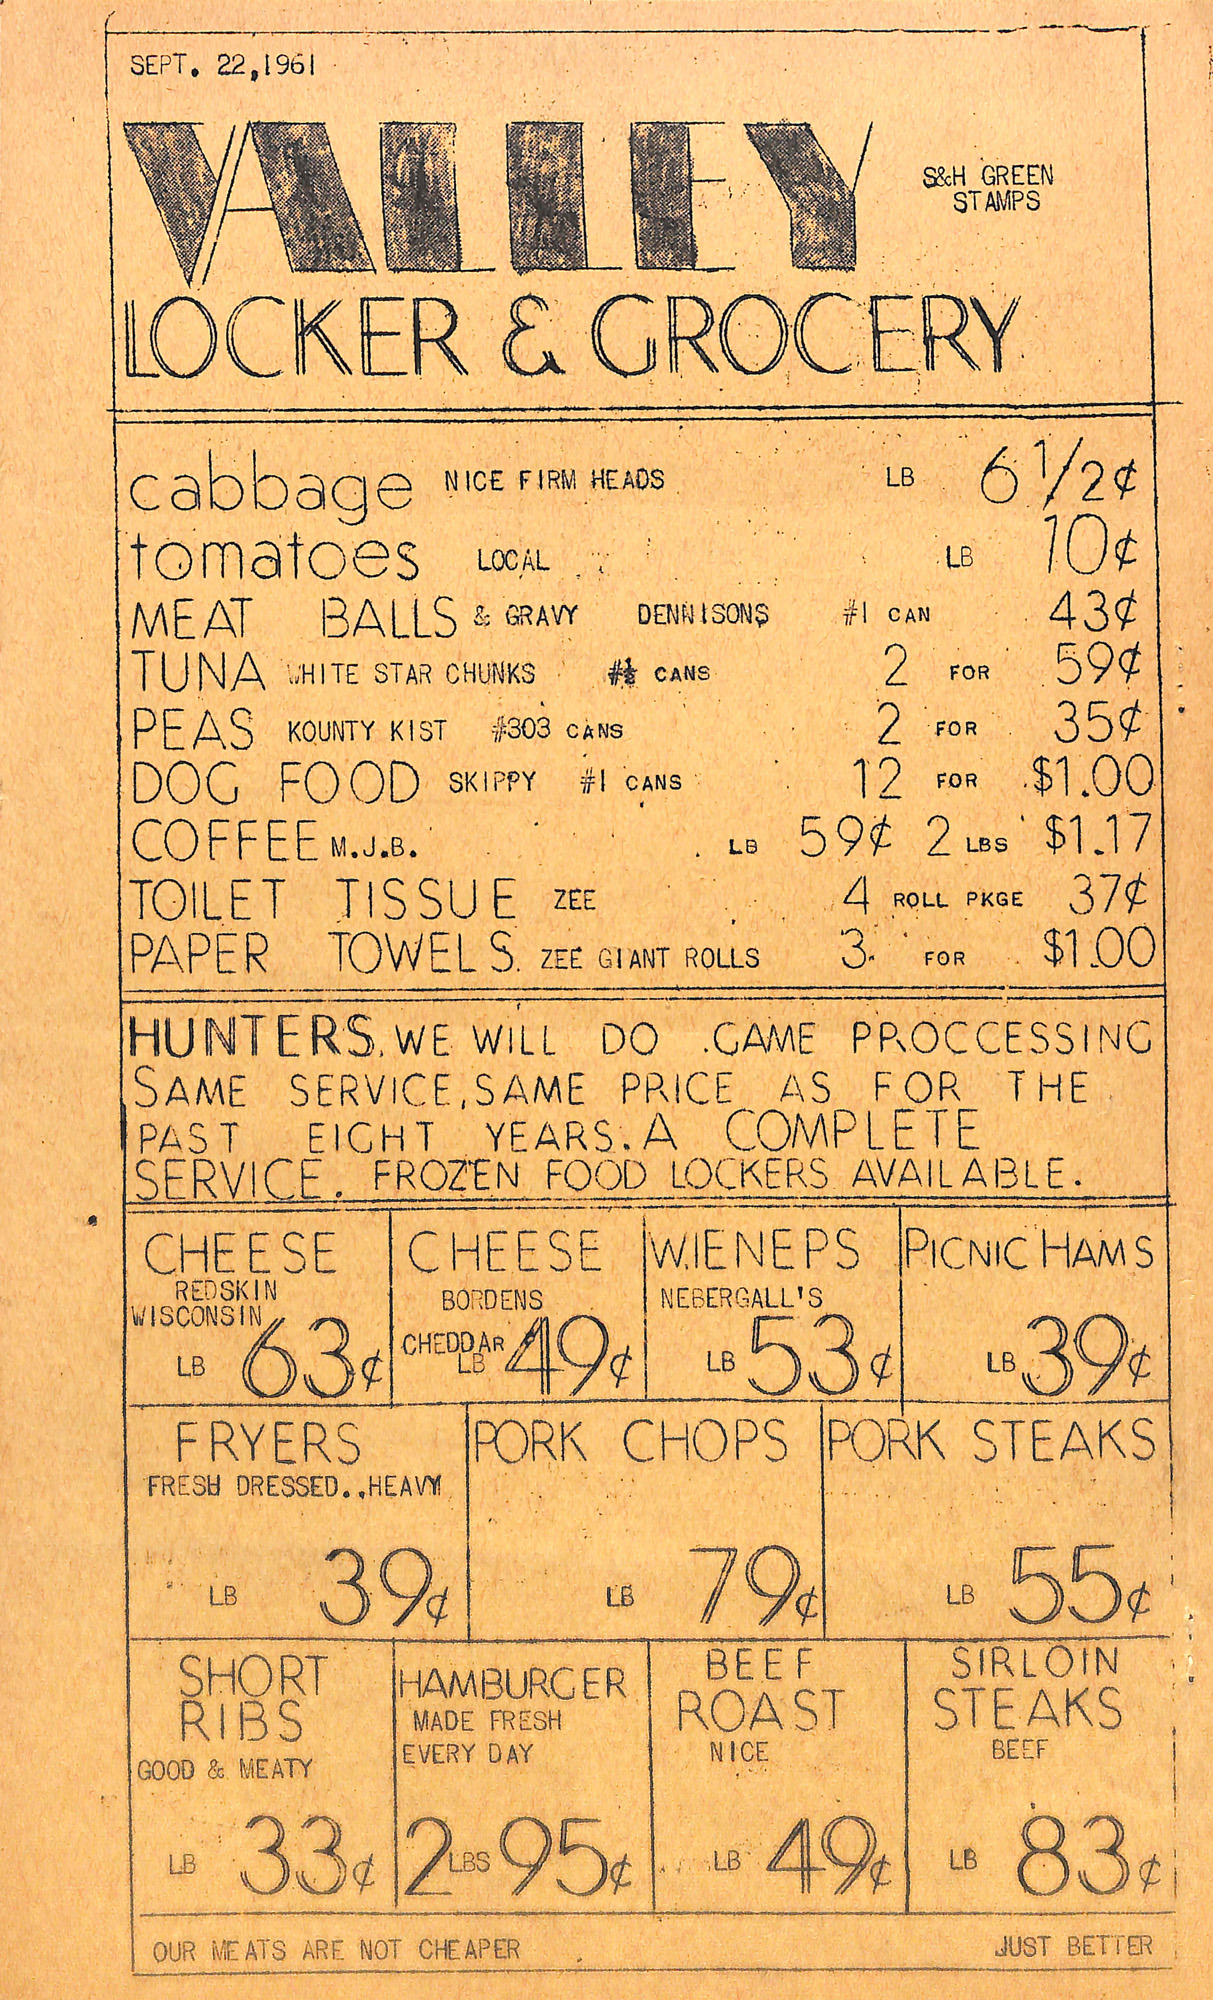 SEPT. 22,1961
VALLEY
S&H GREEN
STAMPS
LOCKER & GROCERY
cabbage NICE FIRM HEADS LB 6 1/2¢
tomatoes LOCAL LB 10¢
MEAT BALLS & GRAVY DENNISONS #1 CAN 43¢
TUNA WHITE STAR CHUNKS #½ CANS 2 FOR 59¢
PEAS KOUNTY KIST #303 CANS 2 FOR 35¢
DOG FOOD SKIPPY #1 CANS 12 FOR $1.00
COFFEE M.J.B. LB 59¢ 2 LBS $1.17
TOILET TISSUE ZEE 4 ROLL PKGE 37¢
PAPER TOWELS. ZEE GIANT ROLLS 3. FOR $1.00
HUNTERS. WE WILL DO .GAME PROCCESSING
SAME SERVICE,SAME PRICE AS FOR THE
PAST EIGHT YEARS. A COMPLETE
SERVICE. FROZEN FOOD LOCKERS AVAILABLE.
CHEESE
REDSKIN
WISCONSIN
LB 63¢
CHEESE
BORDENS
CHEDDAR
LB 49¢
WIENEPS
NEBERGALL'S
LB 53¢
PICNIC HAMS
LB 39¢
FRYERS
FRESH DRESSED..HEAVY
LB 39¢
PORK CHOPS
LB 79¢
PORK STEAKS
LB 55¢
SHORT
RIBS
GOOD & MEATY
LB 33¢
HAMBURGER
MADE FRESH
EVERY DAY
2 LBS 95¢
BEEF
ROAST
NICE
LB 49¢
SIRLOIN
STEAKS
BEEF
LB 83¢
OUR MEATS ARE NOT CHEAPER JUST BETTER